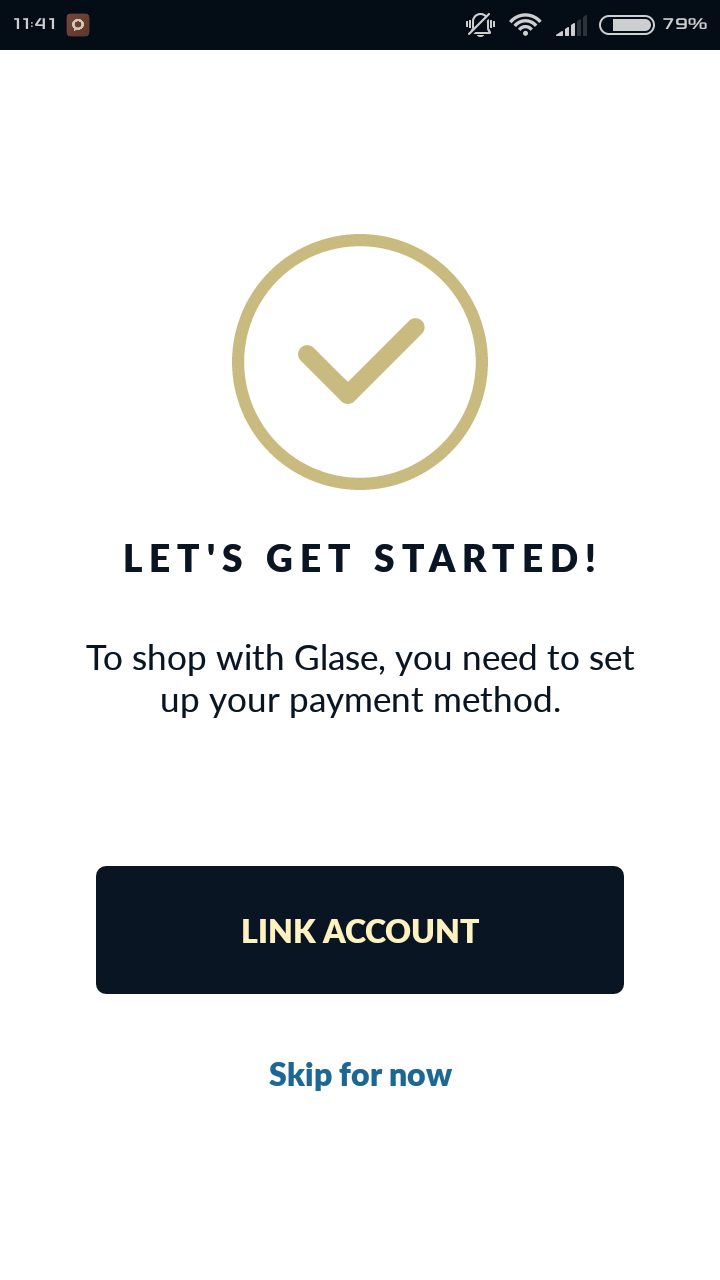 11:41
79%
LET'S GET STARTED!
To shop with Glase, you need to set
up your payment method.
LINK ACCOUNT
Skip for now